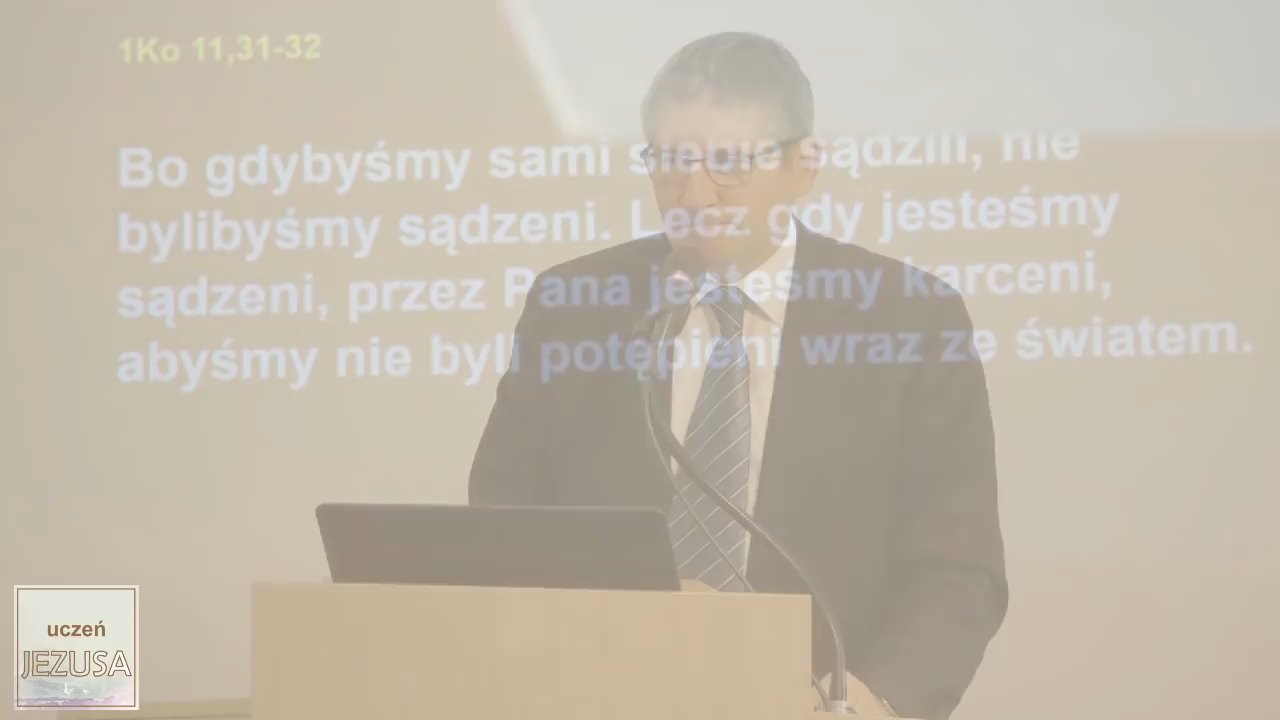 1Ko 11,31-32
Bo gdybyśmy sami siebie sądzili, nie
bylibyśmy sądzeni. Lecz gdy jesteśmy
sądzeni, przez Pana jesteśmy karceni,
abyśmy nie byli potępieni wraz ze światem.
uczeń
JEZUSA